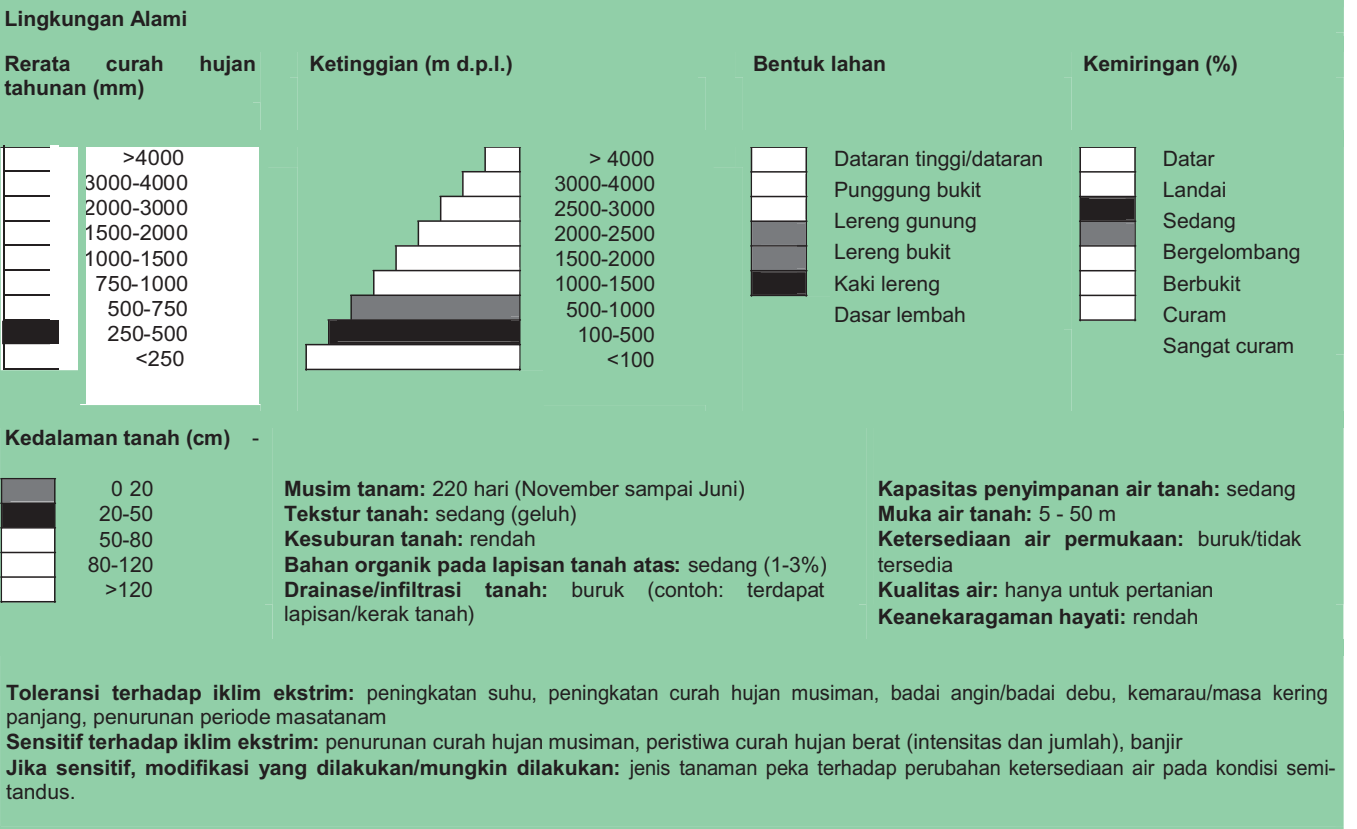 Lingkungan Alami
Rerata curah hujan
tahunan (mm)
Ketinggian (m d.p.l.)
Bentuk lahan
Kemiringan (%)
>4000
3000-4000
2000-3000
1500-2000
1000-1500
750-1000
500-750
250-500
<250
> 4000
3000-4000
2500-3000
2000-2500
1500-2000
1000-1500
500-1000
100-500
<100
Dataran tinggi/dataran
Punggung bukit
Lereng gunung
Lereng bukit
Kaki lereng
Dasar lembah
Datar
Landai
Sedang
Bergelombang
Berbukit
Curam
Sangat curam
Kedalaman tanah (cm) -
0 20
20-50
50-80
80-120
>120
Musim tanam: 220 hari (November sampai Juni)
Tekstur tanah: sedang (geluh)
Kesuburan tanah: rendah
Bahan organik pada lapisan tanah atas: sedang (1-3%)
Drainase/infiltrasi tanah: buruk (contoh: terdapat
lapisan/kerak tanah)
Kapasitas penyimpanan air tanah: sedang
Muka air tanah: 5 - 50 m
Ketersediaan air permukaan: buruk/tidak
tersedia
Kualitas air: hanya untuk pertanian
Keanekaragaman hayati: rendah
Toleransi terhadap iklim ekstrim: peningkatan suhu, peningkatan curah hujan musiman, badai angin/badai debu, kemarau/masa kering
panjang, penurunan periode masatanam
Sensitif terhadap iklim ekstrim: penurunan curah hujan musiman, peristiwa curah hujan berat (intensitas dan jumlah), banjir
Jika sensitif, modifikasi yang dilakukan/mungkin dilakukan: jenis tanaman peka terhadap perubahan ketersediaan air pada kondisi semi-
tandus.